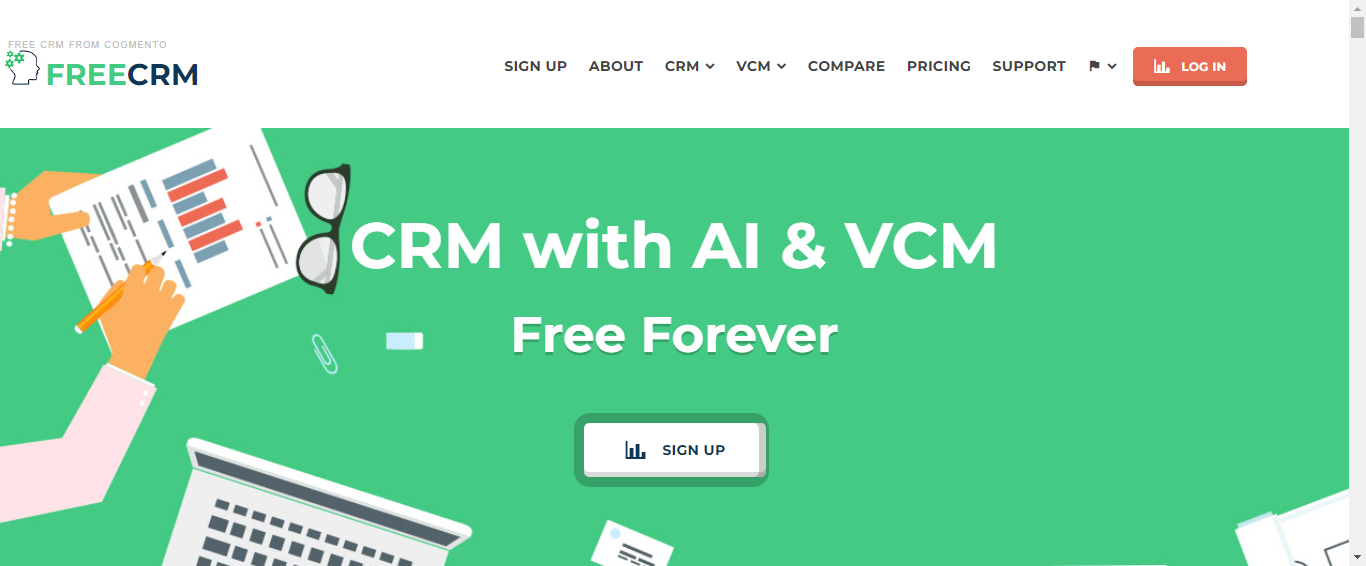 FREE CRM FROM COGMENTO
FREECRM
SIGN UP ABOUT CRM VCM COMPARE PRICING SUPPORT LOG IN
CRM with AI & VCM
Free Forever
SIGN UP